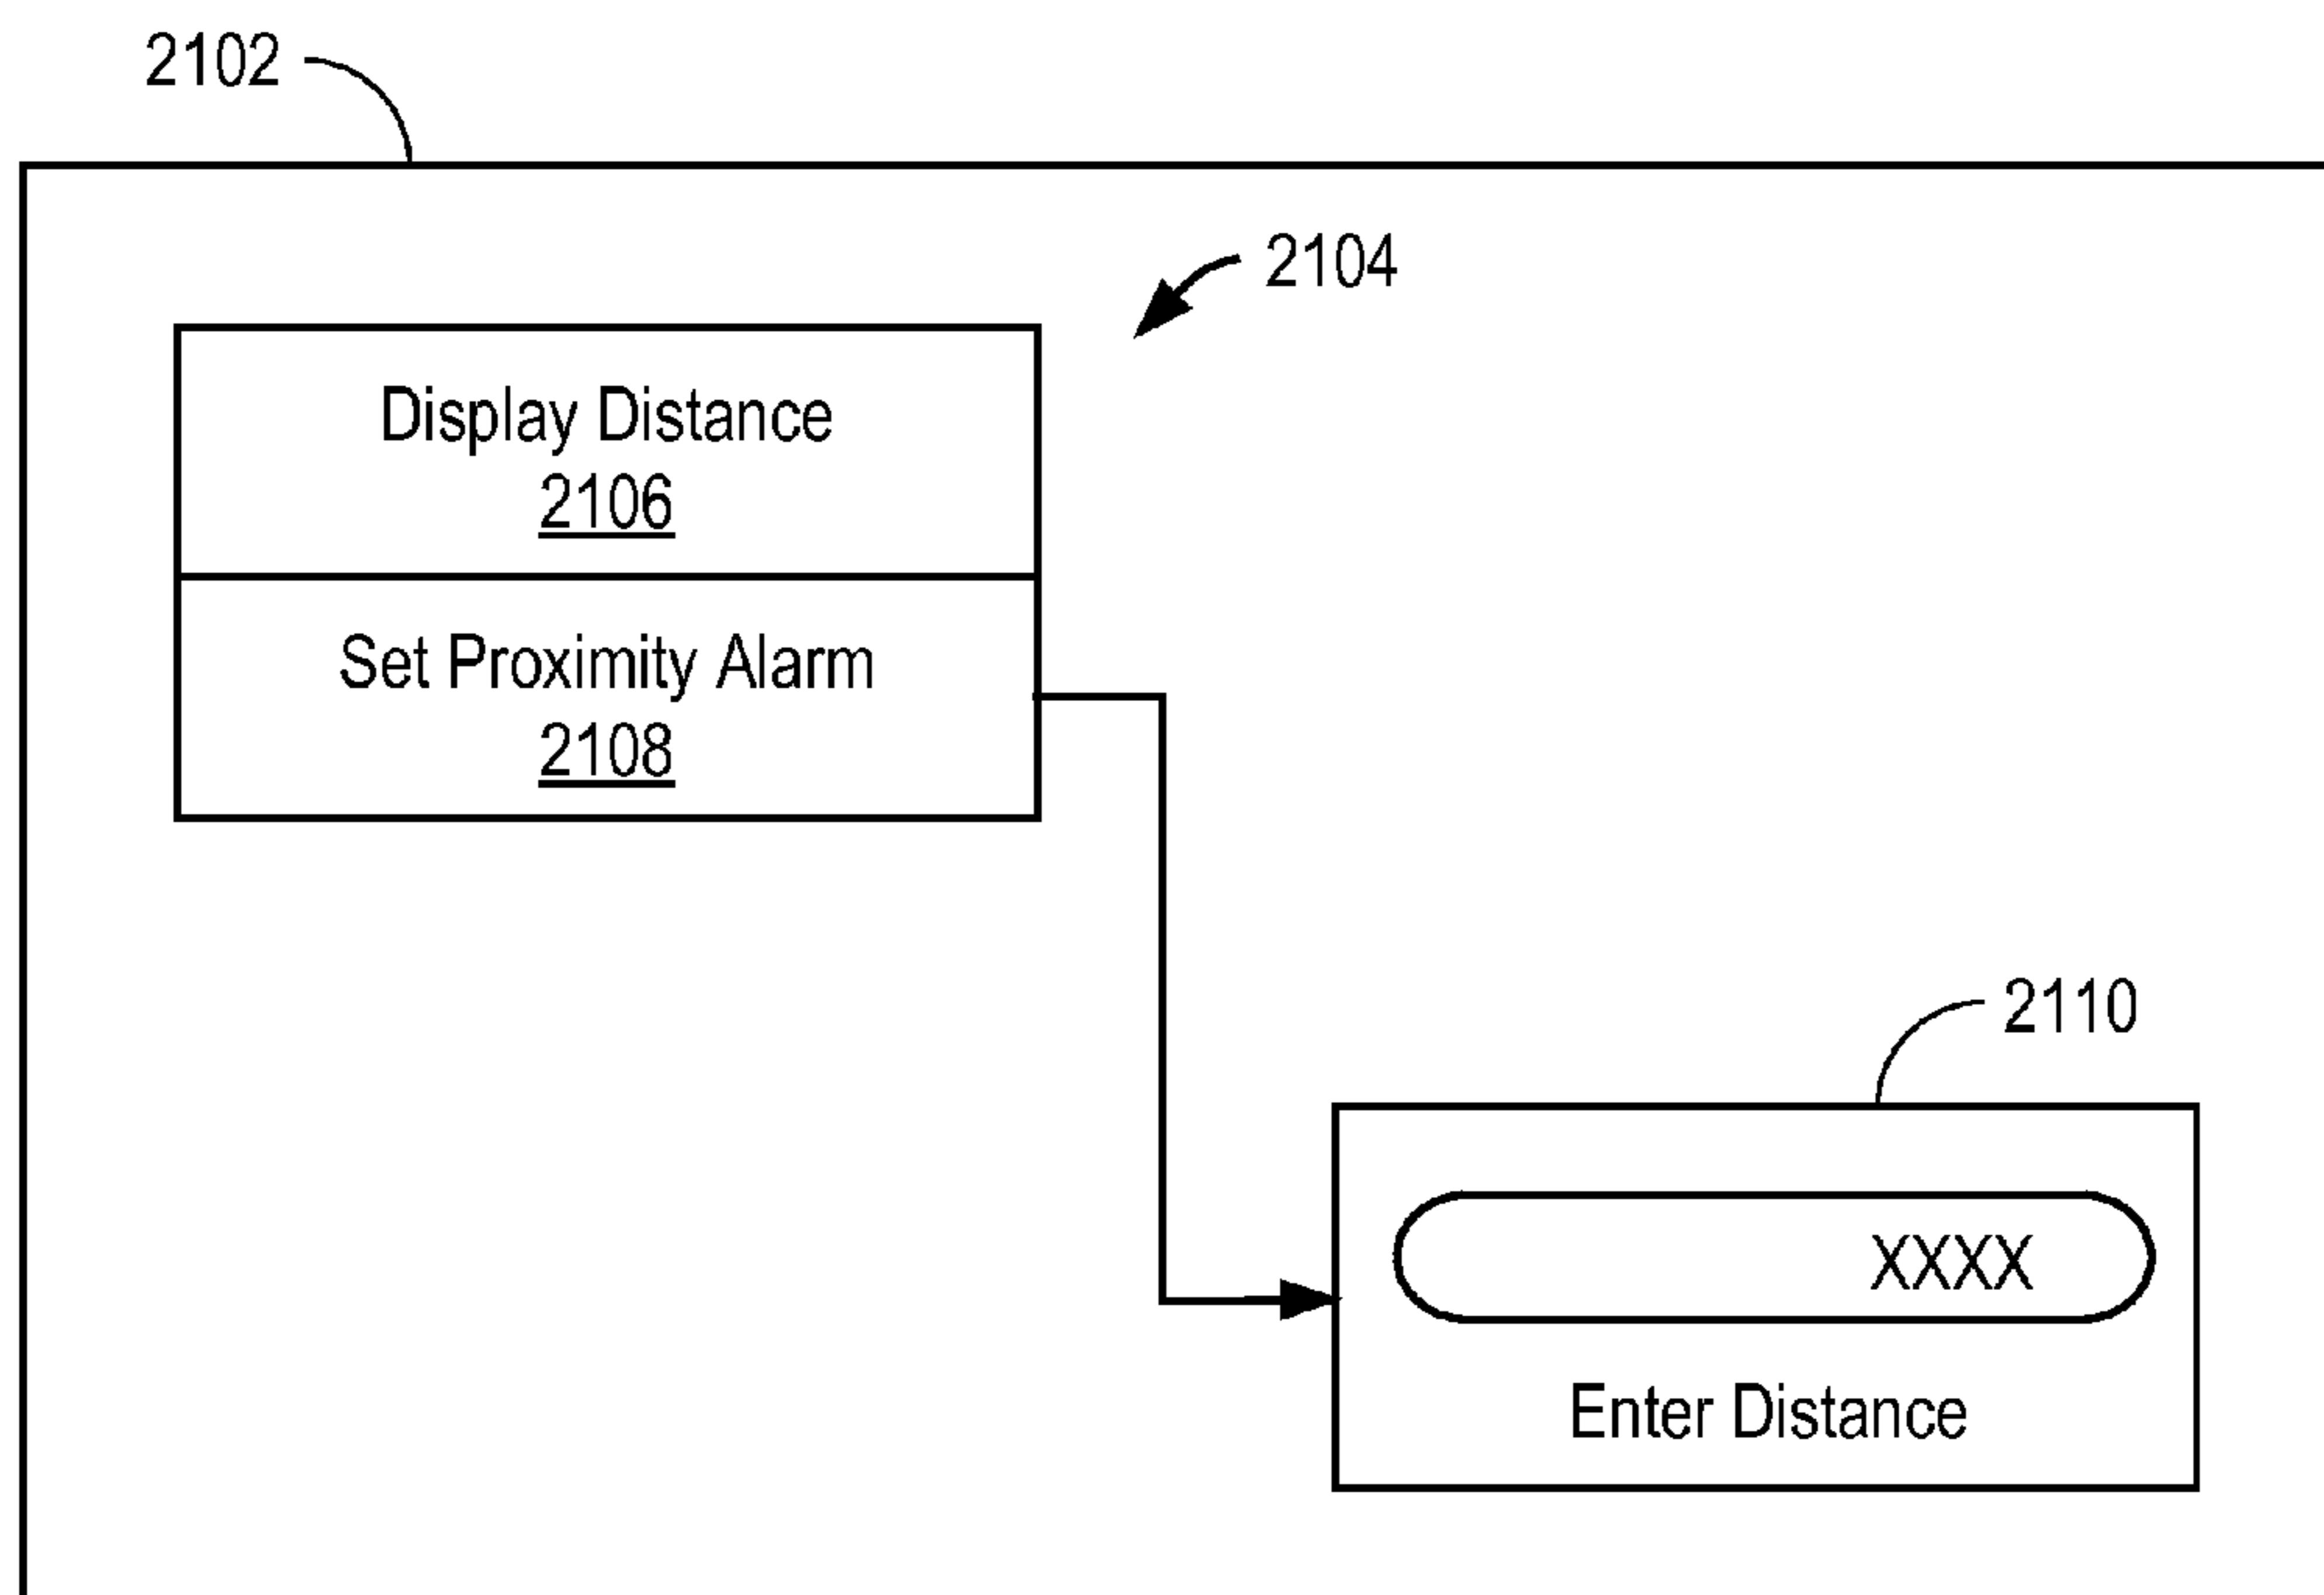 2102
2104
Display Distance
2106
Set Proximity Alarm
2108
2110
XXXX
Enter Distance